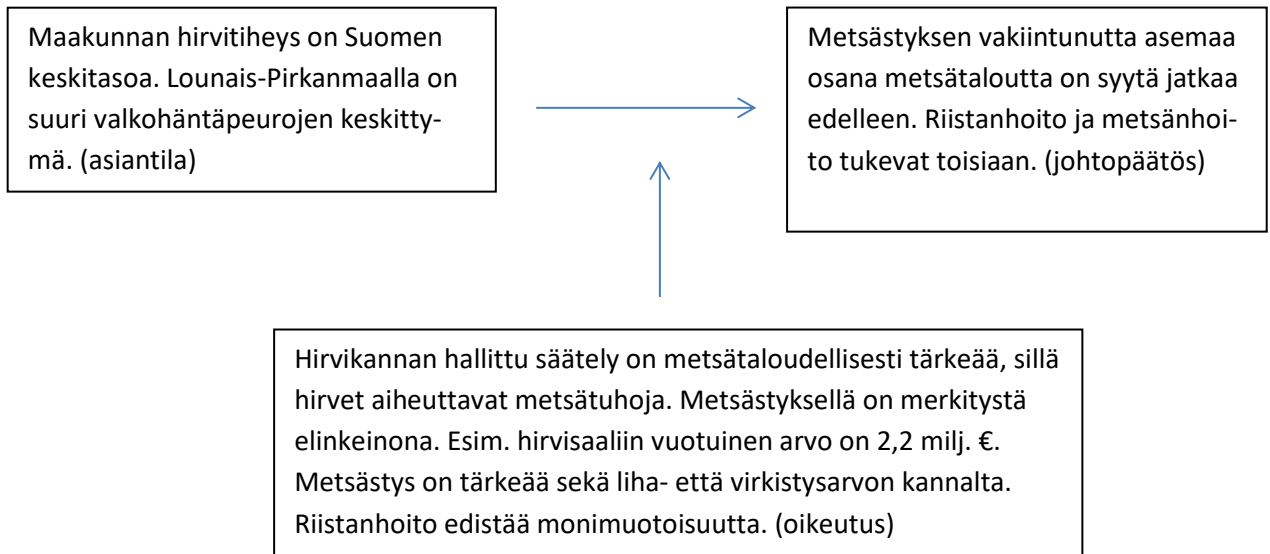 Maakunnan hirvitiheys on Suomen
keskitasoa. Lounais-Pirkanmaalla on
suuri valkohäntäpeurojen keskitty-
mä. (asiantila)
Metsästyksen vakiintunutta asemaa
osana metsätaloutta on syytä jatkaa
edelleen. Riistanhoito ja metsänhoi-
to tukevat toisiaan. (johtopäätös)
Hirvikannan hallittu säätely on metsätaloudellisesti tärkeää, sillä
hirvet aiheuttavat metsätuhoja. Metsästyksellä on merkitystä
elinkeinona. Esim. hirvisaaliin vuotuinen arvo on 2,2 milj. €.
Metsästys on tärkeää sekä liha- että virkistysarvon kannalta.
Riistanhoito edistää monimuotoisuutta. (oikeutus)